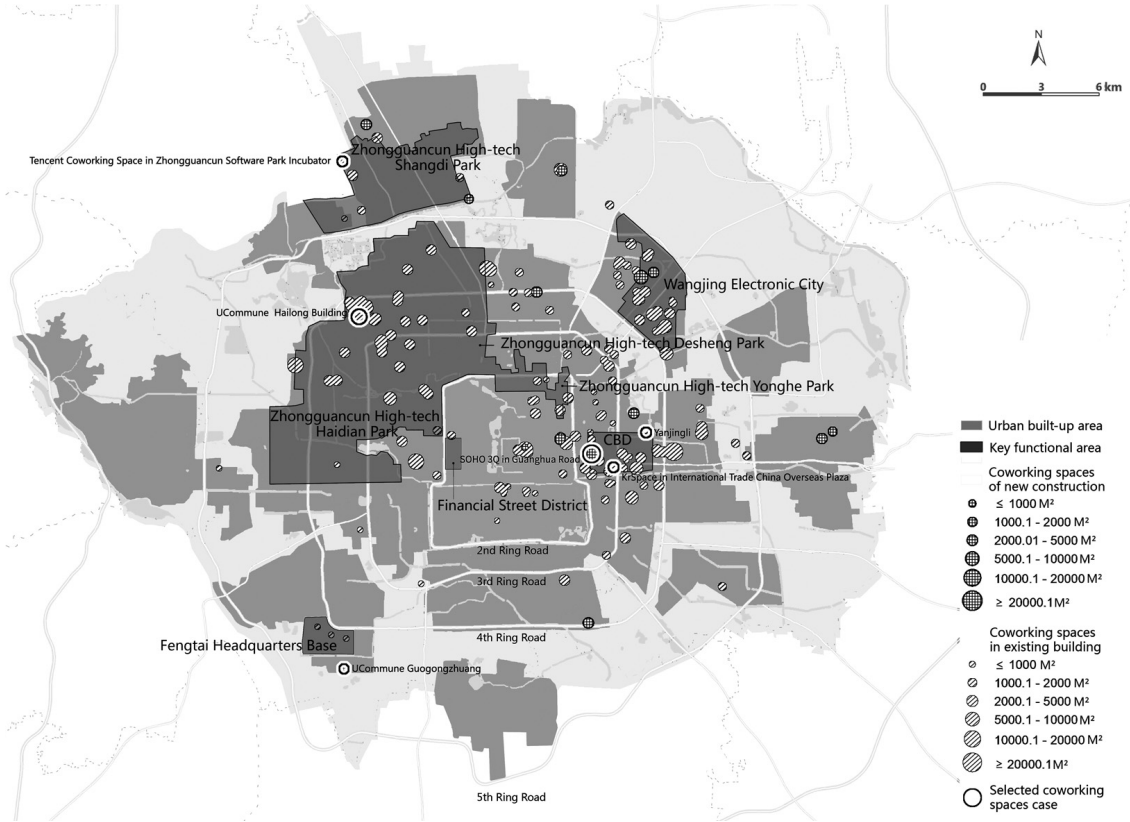 N
0 3 6 km
Tencent Coworking Space in Zhongguancun Software Park Incubator
Zhongguancun High-tech
Shangdi Park
Wangjing Electronic City
UCommune Hailong Building
Zhongguancun High-tech Desheng Park
Zhongguancun High-tech Yonghe Park
Zhongguancun High-tech
Haidian Park
CBD
Yanjingli
SOHO 3Q in Guanghua Road
KrSpace in International Trade China Overseas Plaza
Financial Street District
2nd Ring Road
3rd Ring Road
4th Ring Road
Fengtai Headquarters Base
UCommune Guogongzhuang
5th Ring Road
Urban built-up area
Key functional area
Coworking spaces
of new construction
≤ 1000 M²
1000.1 - 2000 M²
2000.01 - 5000 M²
5000.1 - 10000 M²
10000.1 - 20000 M²
≥ 20000.1 M²
Coworking spaces
in existing building
≤ 1000 M²
1000.1 - 2000 M²
2000.1 - 5000 M²
5000.1 - 10000 M²
10000.1 - 20000 M²
≥ 20000.1 M²
Selected coworking
spaces case